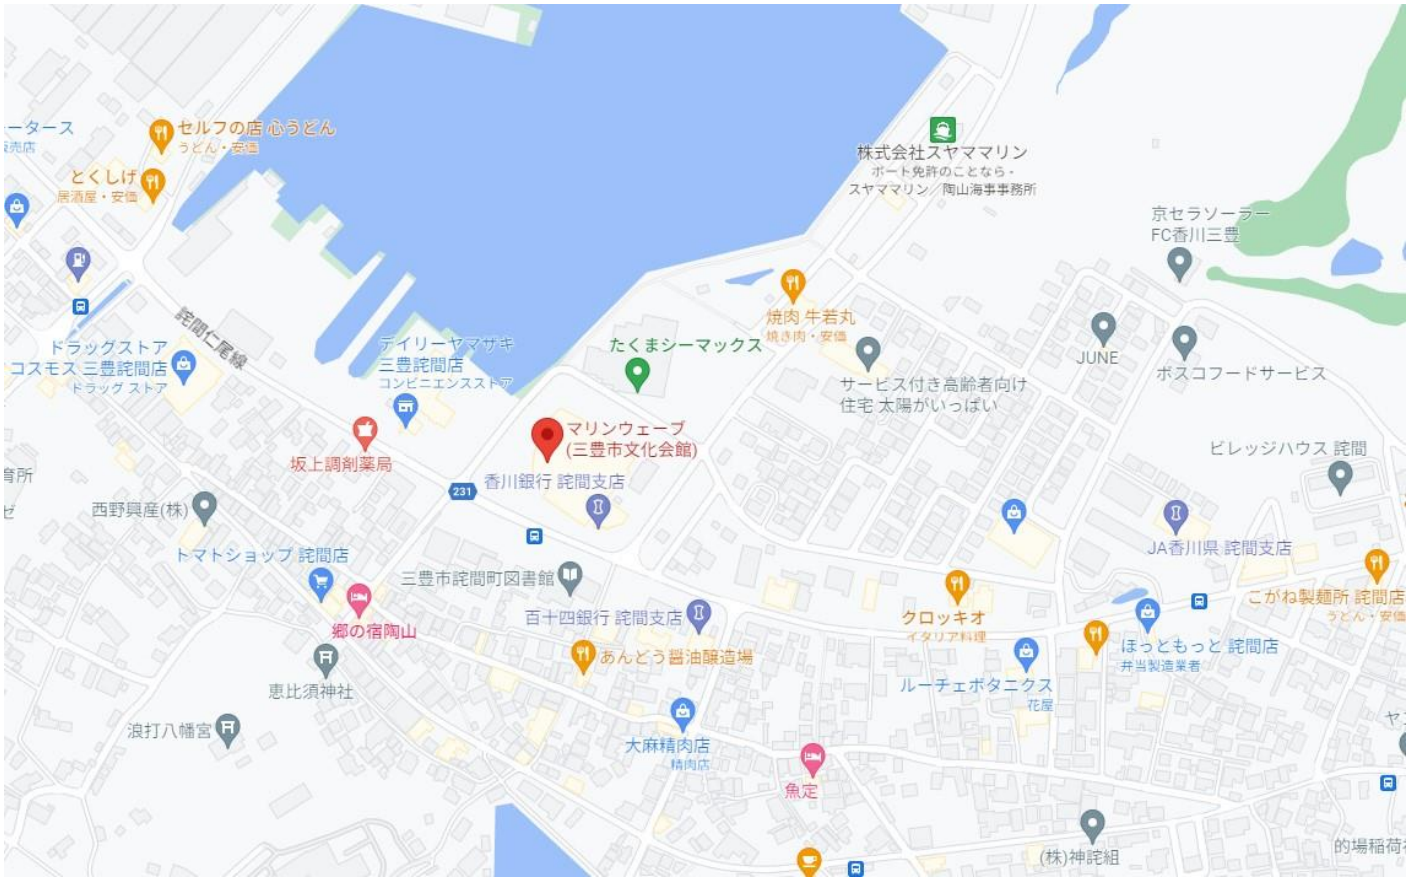 ータース
販売店
セルフの店 心うどん
うどん・安価
とくしげ
居酒屋・安価
株式会社スヤママリン
ボート免許のことなら・
スヤママリン/陶山海事事務所
京セラソーラー
FC香川三豊
詫間仁尾線
ドラッグストア
コスモス 三豊詫間店
ドラッグ ストア
デイリーヤマザキ
三豊詫間店
コンビニエンスストア
たくまシーマックス
焼肉 牛若丸
焼き肉・安価
サービス付き高齢者向け
住宅 太陽がいっぱい
JUNE
ボスコフードサービス
マリンウェーブ
(三豊市文化会館)
坂上調剤薬局
231
香川銀行 詫間支店
ビレッジハウス 詫間
育所
ゼ
西野興産(株)
トマトショップ 詫間店
三豊市詫間町図書館
JA香川県 詫間支店
百十四銀行 詫間支店
クロッキオ
イタリア料理
こがね製麺所 詫間店
うどん・安価
郷の宿陶山
あんどう醤油醸造場
ほっともっと 詫間店
弁当製造業者
恵比須神社
ルーチェボタニクス
花屋
浪打八幡宮
大麻精肉店
精肉店
魚定
ヤン
(株)神詫組
的場稲荷神